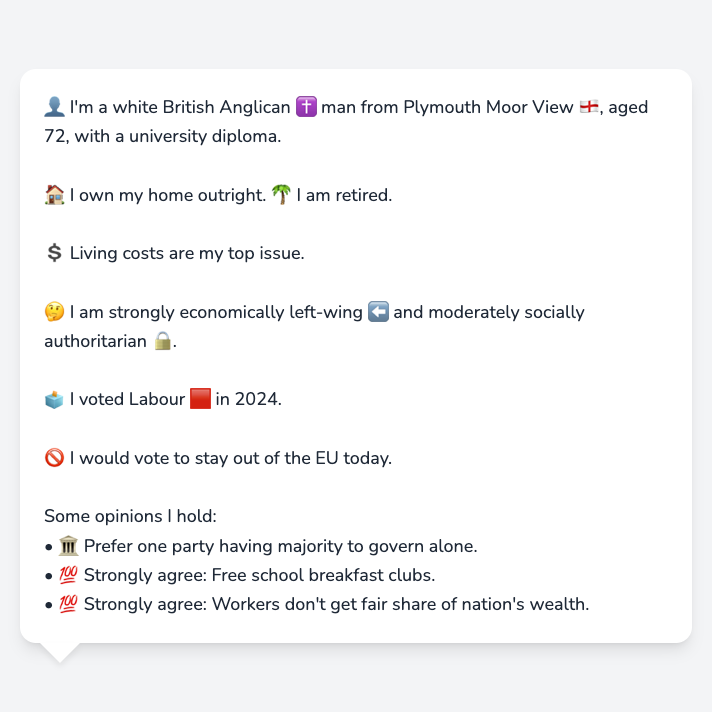 👤 I'm a white British Anglican ✝️ man from Plymouth Moor View 🏴󠁧󠁢󠁥󠁮󠁧󠁿, aged
72, with a university diploma.
🏠 I own my home outright. 🌴 I am retired.
💲 Living costs are my top issue.
🤔 I am strongly economically left-wing ⬅️ and moderately socially
authoritarian 🔒.
🗳️ I voted Labour 🟥 in 2024.
🚫 I would vote to stay out of the EU today.
Some opinions I hold:
• 🏛️ Prefer one party having majority to govern alone.
• 💯 Strongly agree: Free school breakfast clubs.
• 💯 Strongly agree: Workers don't get fair share of nation's wealth.